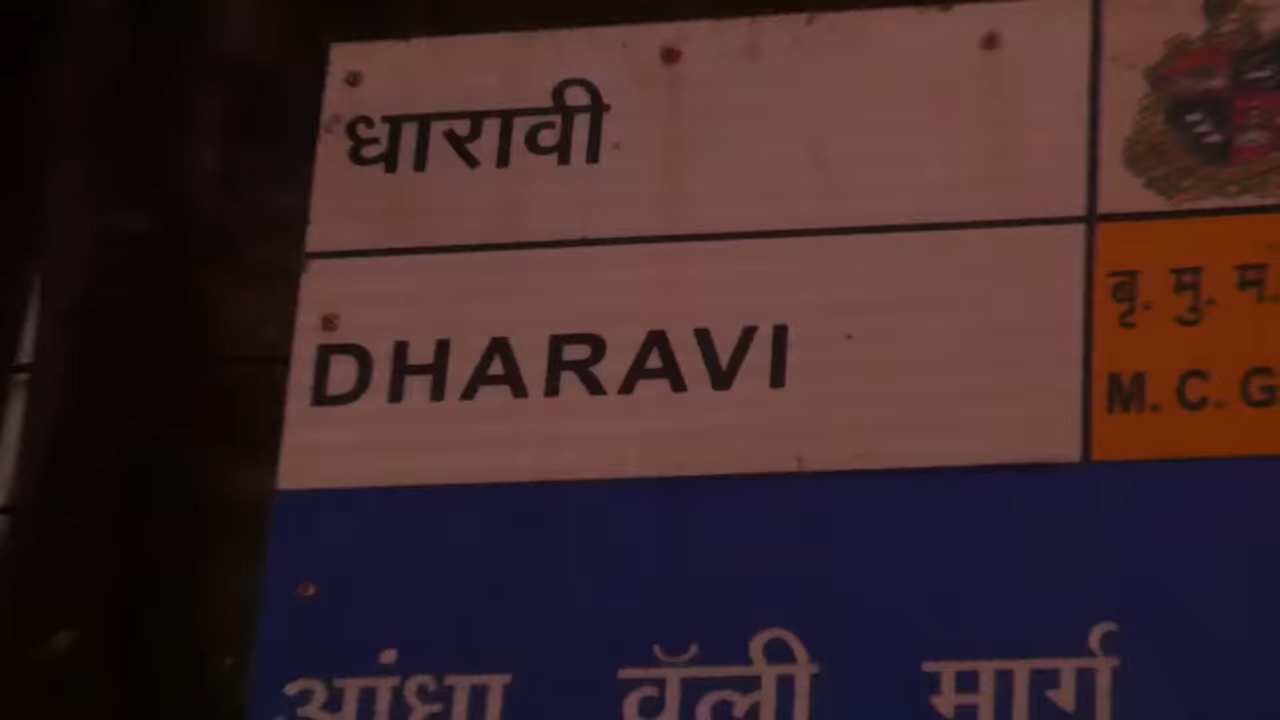 धारावी
DHARAVI
बृ. मु. म.
M. C. G
आंधा वॅली मार्ग